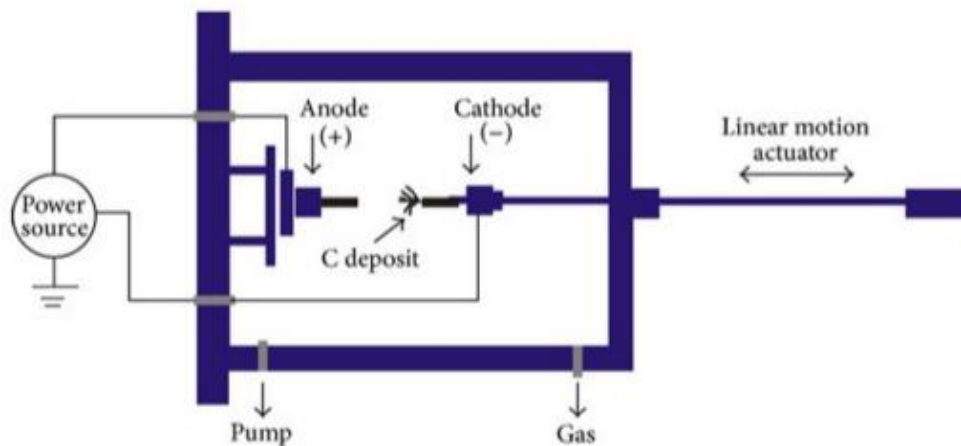 Anode
(+)
Cathode
(−)
Linear motion
actuator
Power
source
C deposit
Pump
Gas